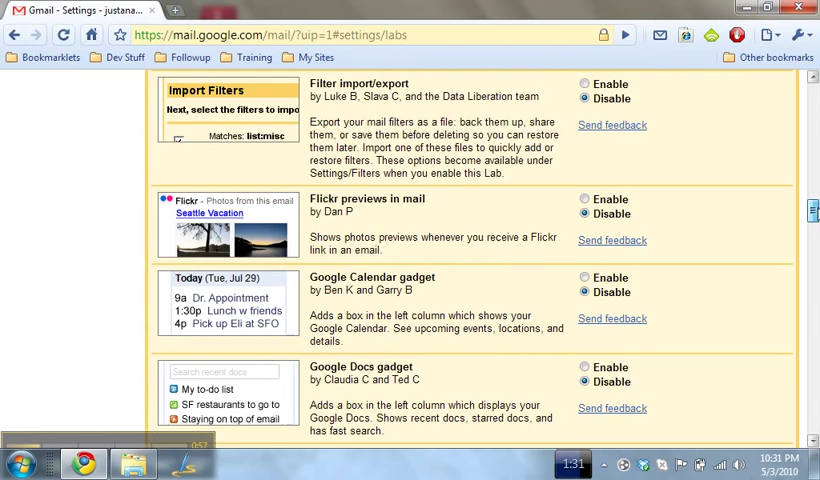 Gmail - Settings - justana...
https://mail.google.com/mail/?uip=1#settings/labs
Bookmarklets
Dev Stuff
Followup
Training
My Sites
Other bookmarks
Import Filters
Next, select the filters to impo
Matches: list:misc
Filter import/export
by Luke B, Slava C, and the Data Liberation team
Export your mail filters as a file: back them up, share
them, or save them before deleting so you can restore
them later. Import one of these files to quickly add or
restore filters. These options become available under
Settings/Filters when you enable this Lab.
Enable
Disable
Send feedback
Flickr - Photos from this email
Seattle Vacation
Flickr previews in mail
by Dan P
Shows photos previews whenever you receive a Flickr
link in an email.
Enable
Disable
Send feedback
Today (Tue, Jul 29)
9a Dr. Appointment
1:30p Lunch w friends
4p Pick up Eli at SFO
Google Calendar gadget
by Ben K and Garry B
Adds a box in the left column which shows your
Google Calendar. See upcoming events, locations, and
details.
Enable
Disable
Send feedback
Search recent docs
My to-do list
SF restaurants to go to
Staying on top of email
Google Docs gadget
by Claudia C and Ted C
Adds a box in the left column which displays your
Google Docs. Shows recent docs, starred docs, and
has fast search.
Enable
Disable
Send feedback
0:57
1:31
10:31 PM
5/3/2010